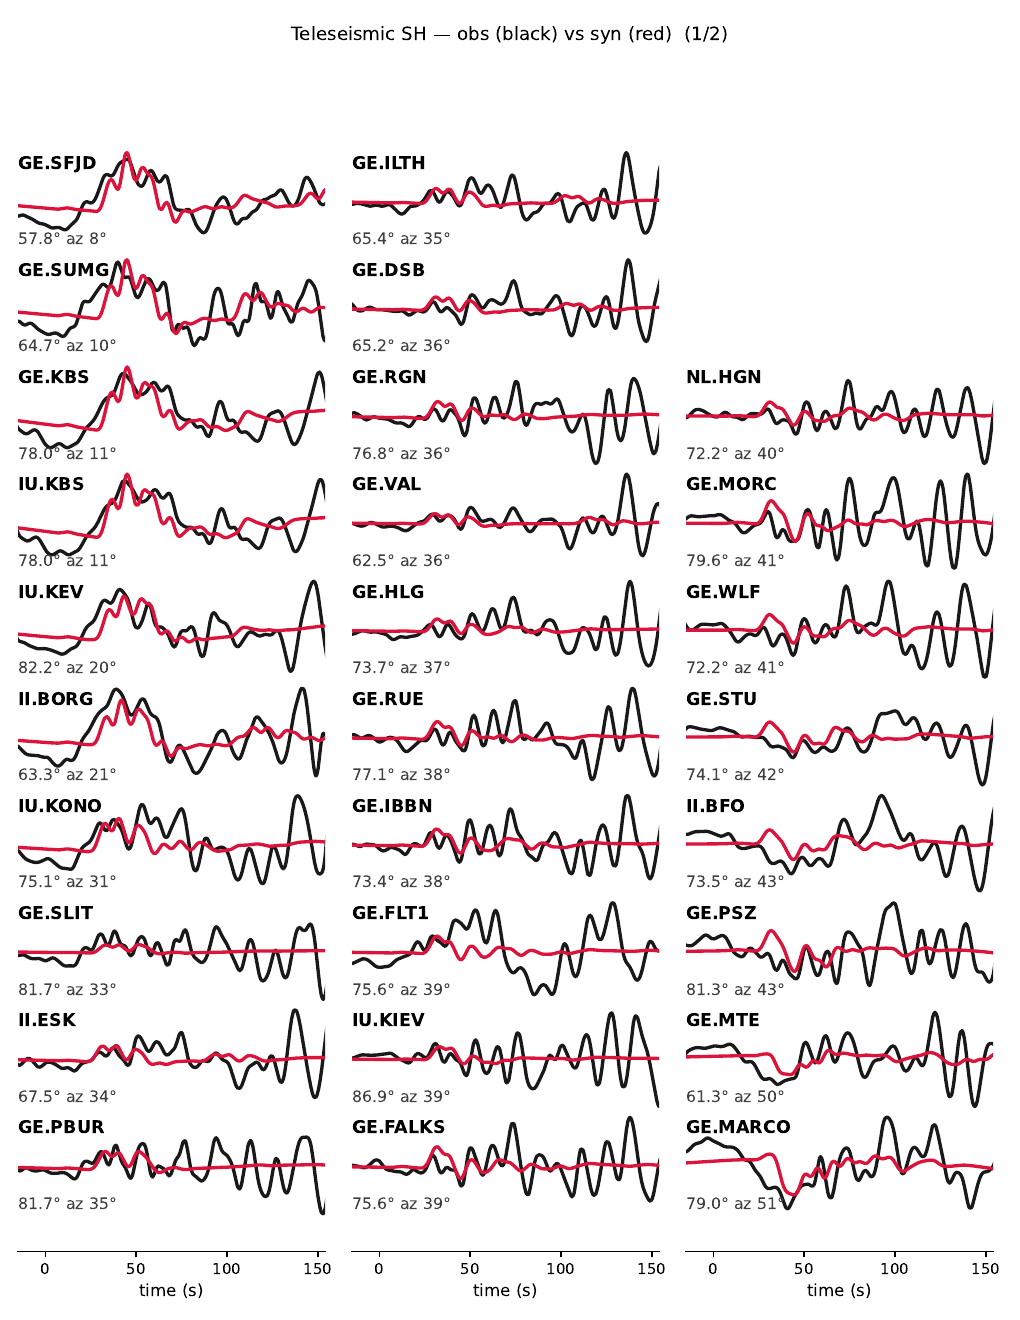 Teleseismic SH — obs (black) vs syn (red)  (1/2)
GE.SFJD
57.8° az 8°
GE.SUMG
64.7° az 10°
GE.KBS
78.0° az 11°
IU.KBS
78.0° az 11°
IU.KEV
82.2° az 20°
II.BORG
63.3° az 21°
IU.KONO
75.1° az 31°
GE.SLIT
81.7° az 33°
II.ESK
67.5° az 34°
GE.PBUR
81.7° az 35°
0 50 100 150
time (s)
GE.ILTH
65.4° az 35°
GE.DSB
65.2° az 36°
GE.RGN
76.8° az 36°
GE.VAL
62.5° az 36°
GE.HLG
73.7° az 37°
GE.RUE
77.1° az 38°
GE.IBBN
73.4° az 38°
GE.FLT1
75.6° az 39°
IU.KIEV
86.9° az 39°
GE.FALKS
75.6° az 39°
0 50 100 150
time (s)
NL.HGN
72.2° az 40°
GE.MORC
79.6° az 41°
GE.WLF
72.2° az 41°
GE.STU
74.1° az 42°
II.BFO
73.5° az 43°
GE.PSZ
81.3° az 43°
GE.MTE
61.3° az 50°
GE.MARCO
79.0° az 51°
0 50 100 150
time (s)